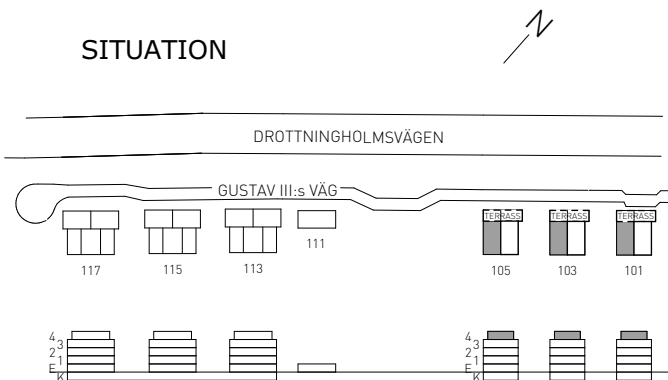 N
SITUATION
DROTTNINGHOLMSVÄGEN
GUSTAV III:s VÄG
TERRASS TERRASS TERRASS
117 115 113 111 105 103 101
4 4
3 3
2 2
1 1
E E
K K